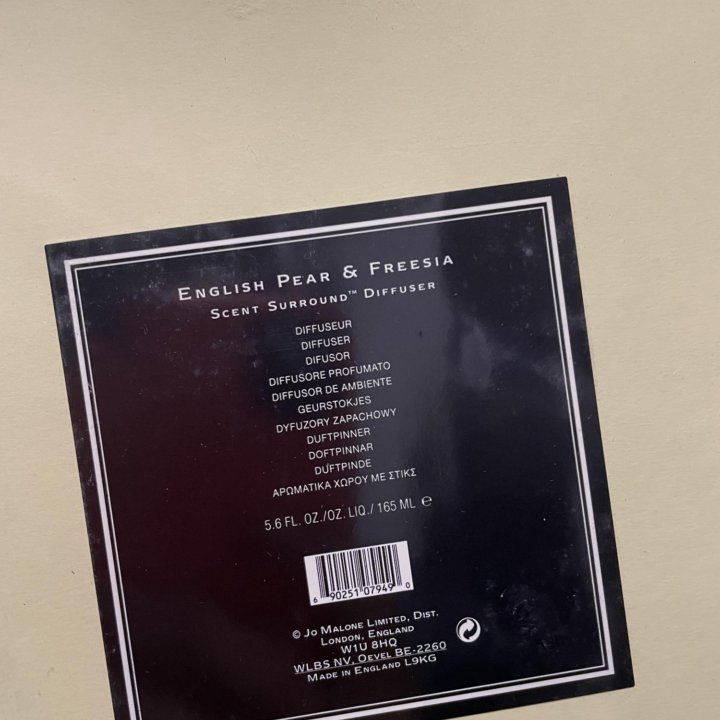 ENGLISH PEAR & FREESIA
SCENT SURROUND™ DIFFUSER
DIFFUSEUR
DIFFUSER
DIFUSOR
DIFFUSORE PROFUMATO
DIFFUSOR DE AMBIENTE
GEURSTOKJES
DYFUZORY ZAPACHOWY
DUFTPINNER
DOFTPINNAR
DUFTPINDE
ΑΡΩΜΑΤΙΚΑ ΧΩΡΟΥ ΜΕ ΣΤΙΚΣ
5.6 FL. OZ./OZ. LIQ./ 165 ML ℮
6 90251 07949 0
© JO MALONE LIMITED, DIST.
LONDON, ENGLAND
W1U 8HQ
WLBS NV, OEVEL BE-2260
MADE IN ENGLAND L9KG